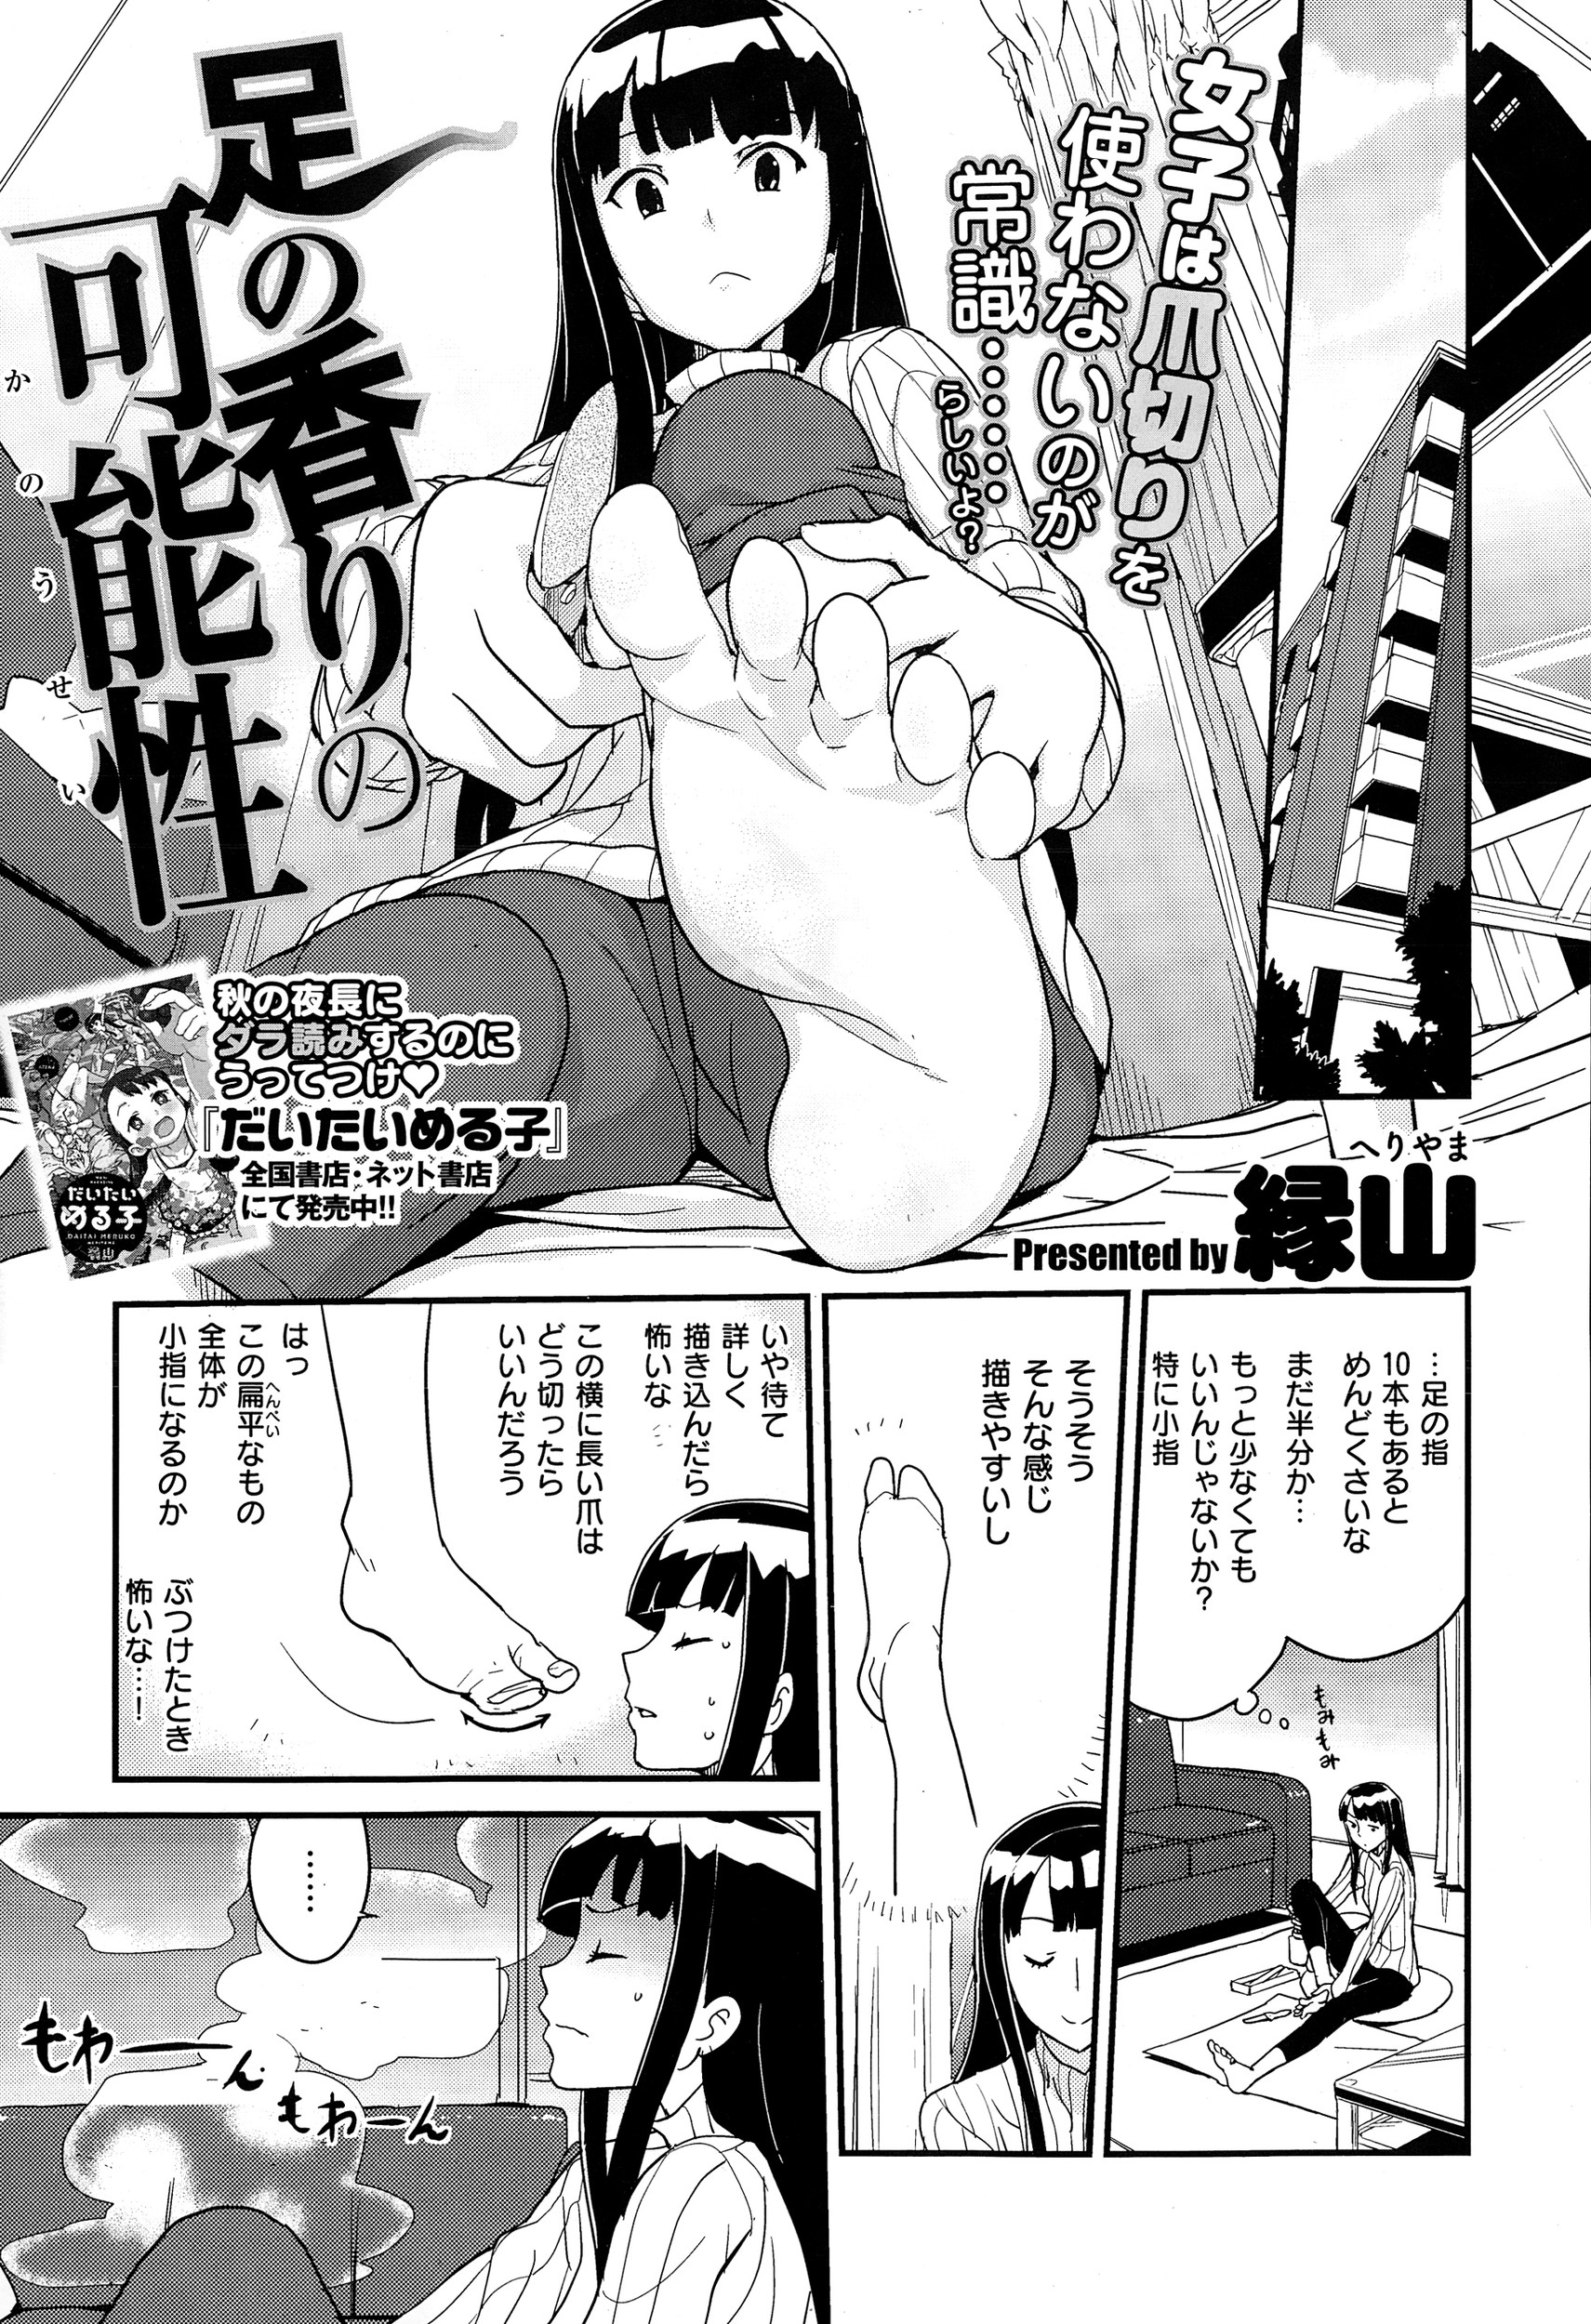 女子は爪切りを
使わないのが
常識………
らしいよ？
足の香りの
可能性
かのうせい
秋の夜長に
ダラ読みするのに
うってつけ♥
『だいたいめる子』
全国書店・ネット書店
にて発売中!!
だいたい
める子
DAITAI MERUKO
縁山
へりやま
Presented by 縁山
…足の指
10本もあると
めんどくさいな
まだ半分か…
もっと少なくても
いいんじゃないか？
特に小指
もみもみ
そうそう
そんな感じ
描きやすいし
いや待て
詳しく
描き込んだら
怖いな
この横に長い爪は
どう切ったら
いいんだろう
はっ
この扁平なもの
へんぺい
全体が
小指になるのか
ぶつけたとき
怖いな…！
……
もわーん
もわーん